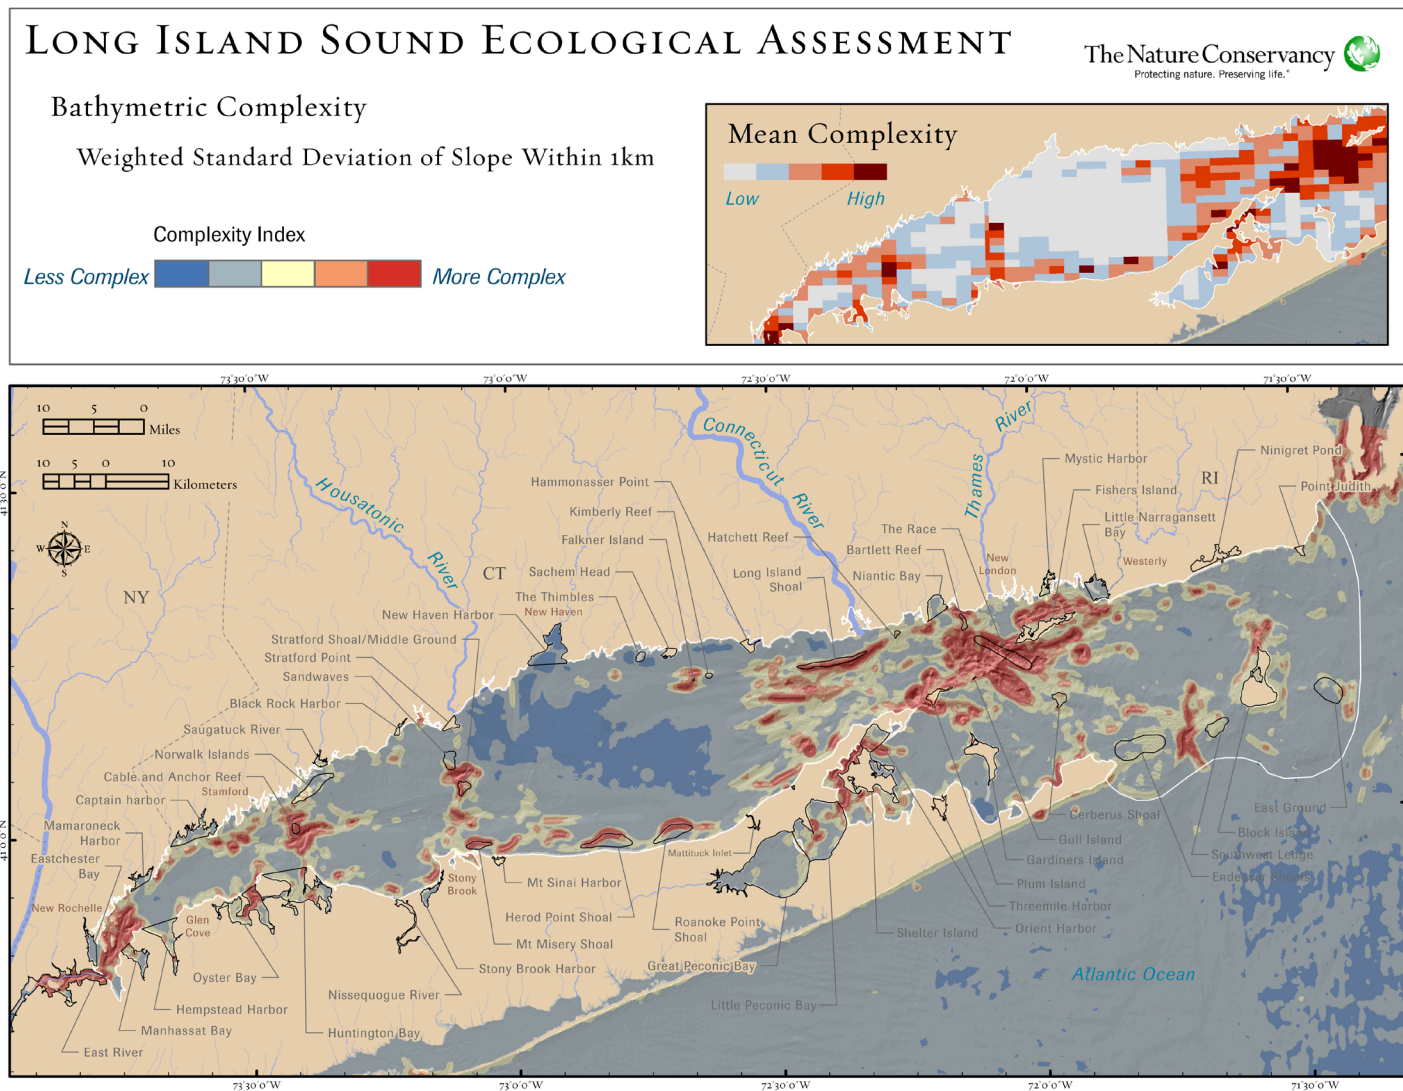 LONG ISLAND SOUND ECOLOGICAL ASSESSMENT
The Nature Conservancy
Protecting nature. Preserving life.®
Bathymetric Complexity
Weighted Standard Deviation of Slope Within 1km
Complexity Index
Less Complex
More Complex
Mean Complexity
Low
High
73°30'0"W
73°0'0"W
72°30'0"W
72°0'0"W
71°30'0"W
10 5 0
Miles
10 5 0 10
Kilometers
N
W E
S
41°30'0"N
41°0'0"N
NY
CT
RI
Housatonic
River
Connecticut
River
Thames
River
Hammonasser Point
Kimberly Reef
Falkner Island
Sachem Head
The Thimbles
New Haven
New Haven Harbor
Stratford Shoal/Middle Ground
Stratford Point
Sandwaves
Black Rock Harbor
Saugatuck River
Norwalk Islands
Cable and Anchor Reef
Stamford
Captain harbor
Mamaroneck
Harbor
Eastchester
Bay
New Rochelle
Hatchett Reef
Long Island
Shoal
The Race
Bartlett Reef
Niantic Bay
New
London
Mystic Harbor
Fishers Island
Little Narragansett
Bay
Westerly
Ninigret Pond
Point Judith
Glen
Cove
Oyster Bay
Hempstead Harbor
Manhassat Bay
East River
Huntington Bay
Nissequogue River
Stony Brook Harbor
Mt Misery Shoal
Stony
Brook
Mt Sinai Harbor
Herod Point Shoal
Roanoke Point
Shoal
Mattituck Inlet
Great Peconic Bay
Little Peconic Bay
Shelter Island
Orient Harbor
Threemile Harbor
Plum Island
Gardiners Island
Gull Island
Cerberus Shoal
East Ground
Block Island
Southwest Ledge
Endeavor Shoals
Atlantic Ocean
73°30'0"W
73°0'0"W
72°30'0"W
72°0'0"W
71°30'0"W